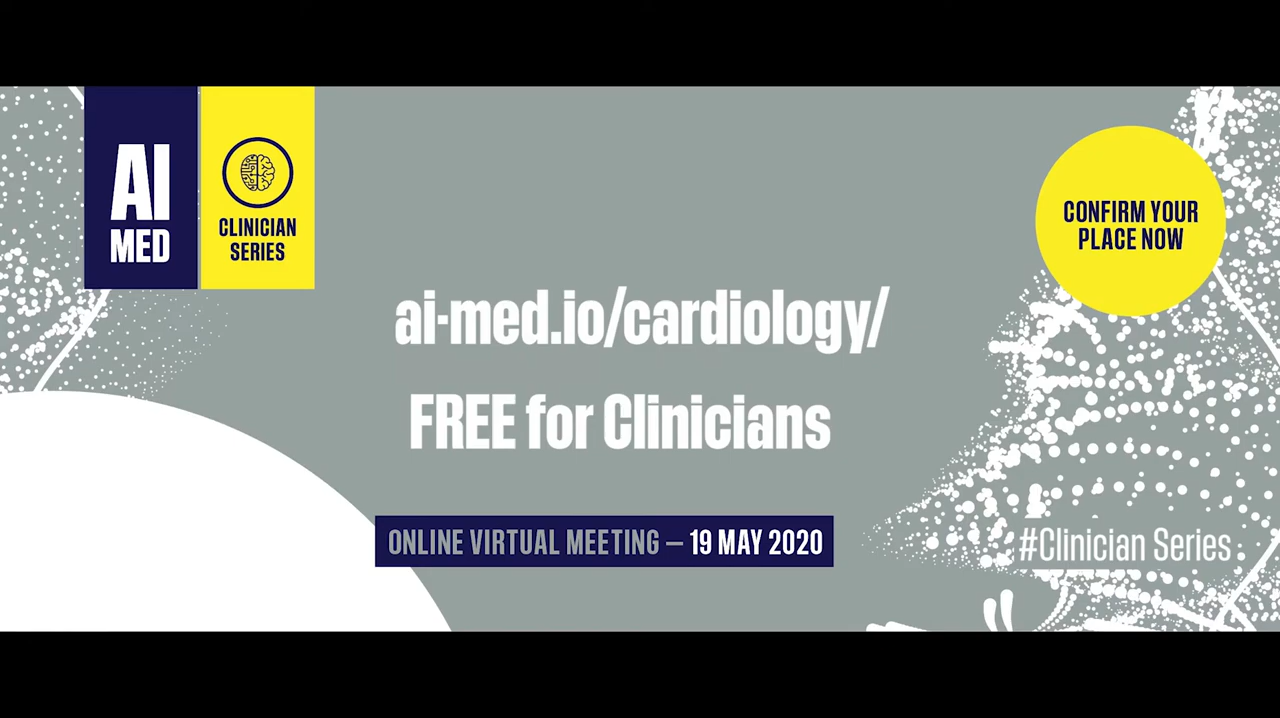 AI
MED
CLINICIAN
SERIES
CONFIRM YOUR
PLACE NOW
ai-med.io/cardiology/
FREE for Clinicians
ONLINE VIRTUAL MEETING – 19 MAY 2020
#Clinician Series